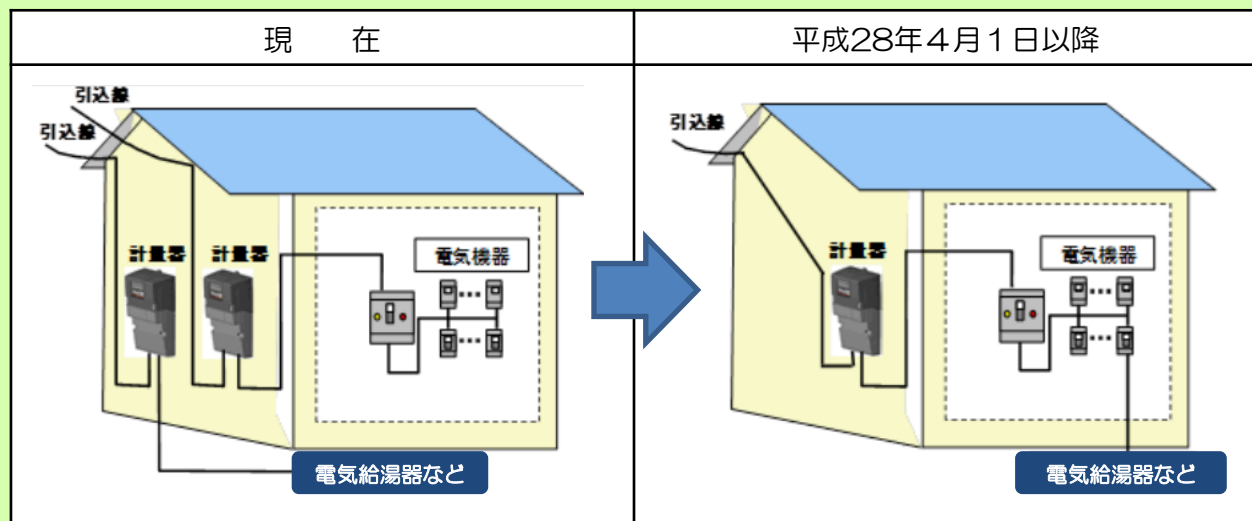 現　在
平成28年４月１日以降
引込線
引込線
計量器
計量器
電気機器
電気給湯器など
引込線
計量器
電気機器
電気給湯器など